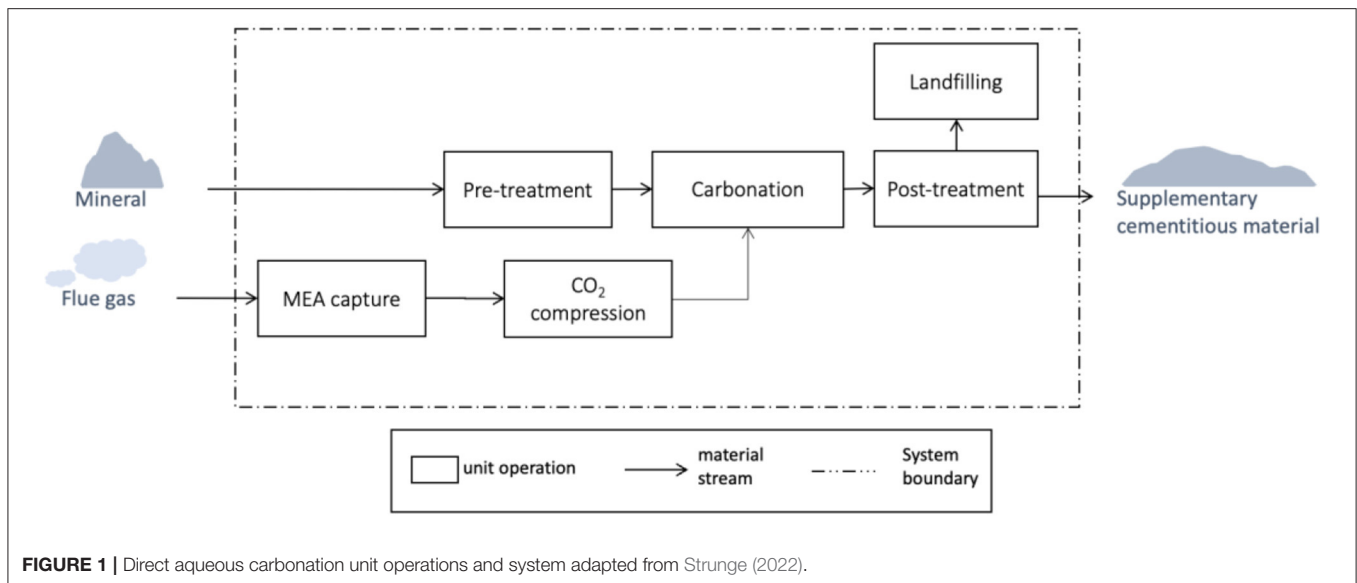 Landfilling
Mineral
Pre-treatment
Carbonation
Post-treatment
Supplementary
cementitious material
Flue gas
MEA capture
CO₂
compression
unit operation
material
stream
System
boundary
FIGURE 1 | Direct aqueous carbonation unit operations and system adapted from Strunge (2022).